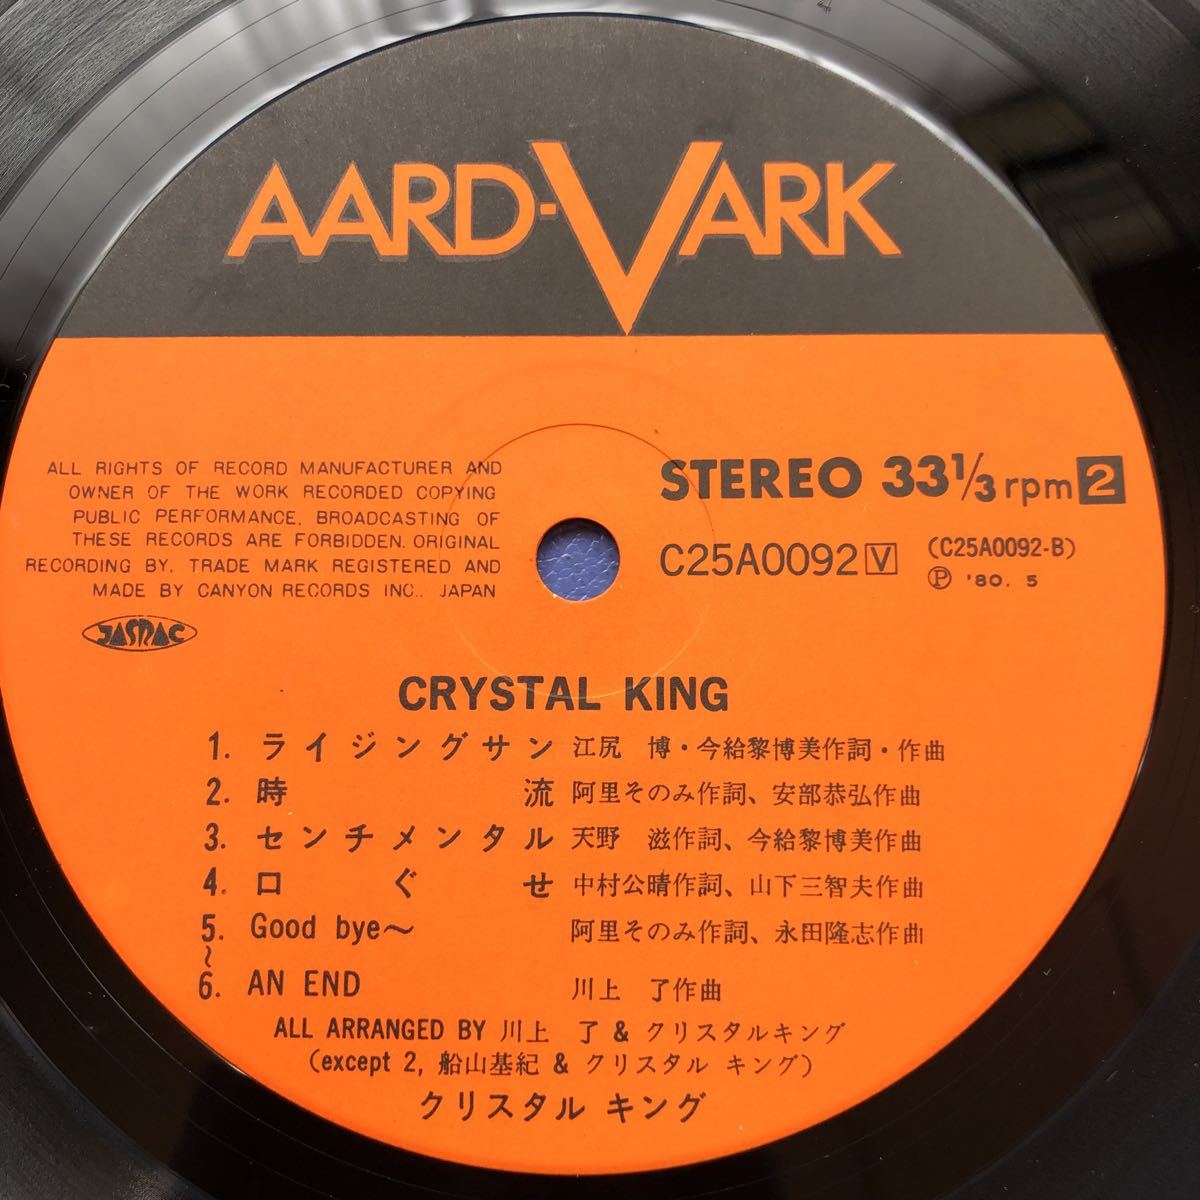 AARD-VARK
ALL RIGHTS OF RECORD MANUFACTURER AND
OWNER OF THE WORK RECORDED COPYING
PUBLIC PERFORMANCE, BROADCASTING OF
THESE RECORDS ARE FORBIDDEN. ORIGINAL
RECORDING BY, TRADE MARK REGISTERED AND
MADE BY CANYON RECORDS INC., JAPAN
JASRAC
STEREO 33 1/3 rpm 2
C25A0092 V (C25A0092-B)
Ⓟ '80. 5
CRYSTAL KING
1. ライジングサン 江尻 博・今給黎博美作詞・作曲
2. 時流 阿里そのみ作詞、安部恭弘作曲
3. センチメンタル 天野 滋作詞、今給黎博美作曲
4. 口ぐせ 中村公晴作詞、山下三智夫作曲
5. Good bye〜 阿里そのみ作詞、永田隆志作曲
〜
6. AN END 川上 了作曲
ALL ARRANGED BY 川上 了 & クリスタルキング
(except 2, 船山基紀 & クリスタル キング)
クリスタル キング